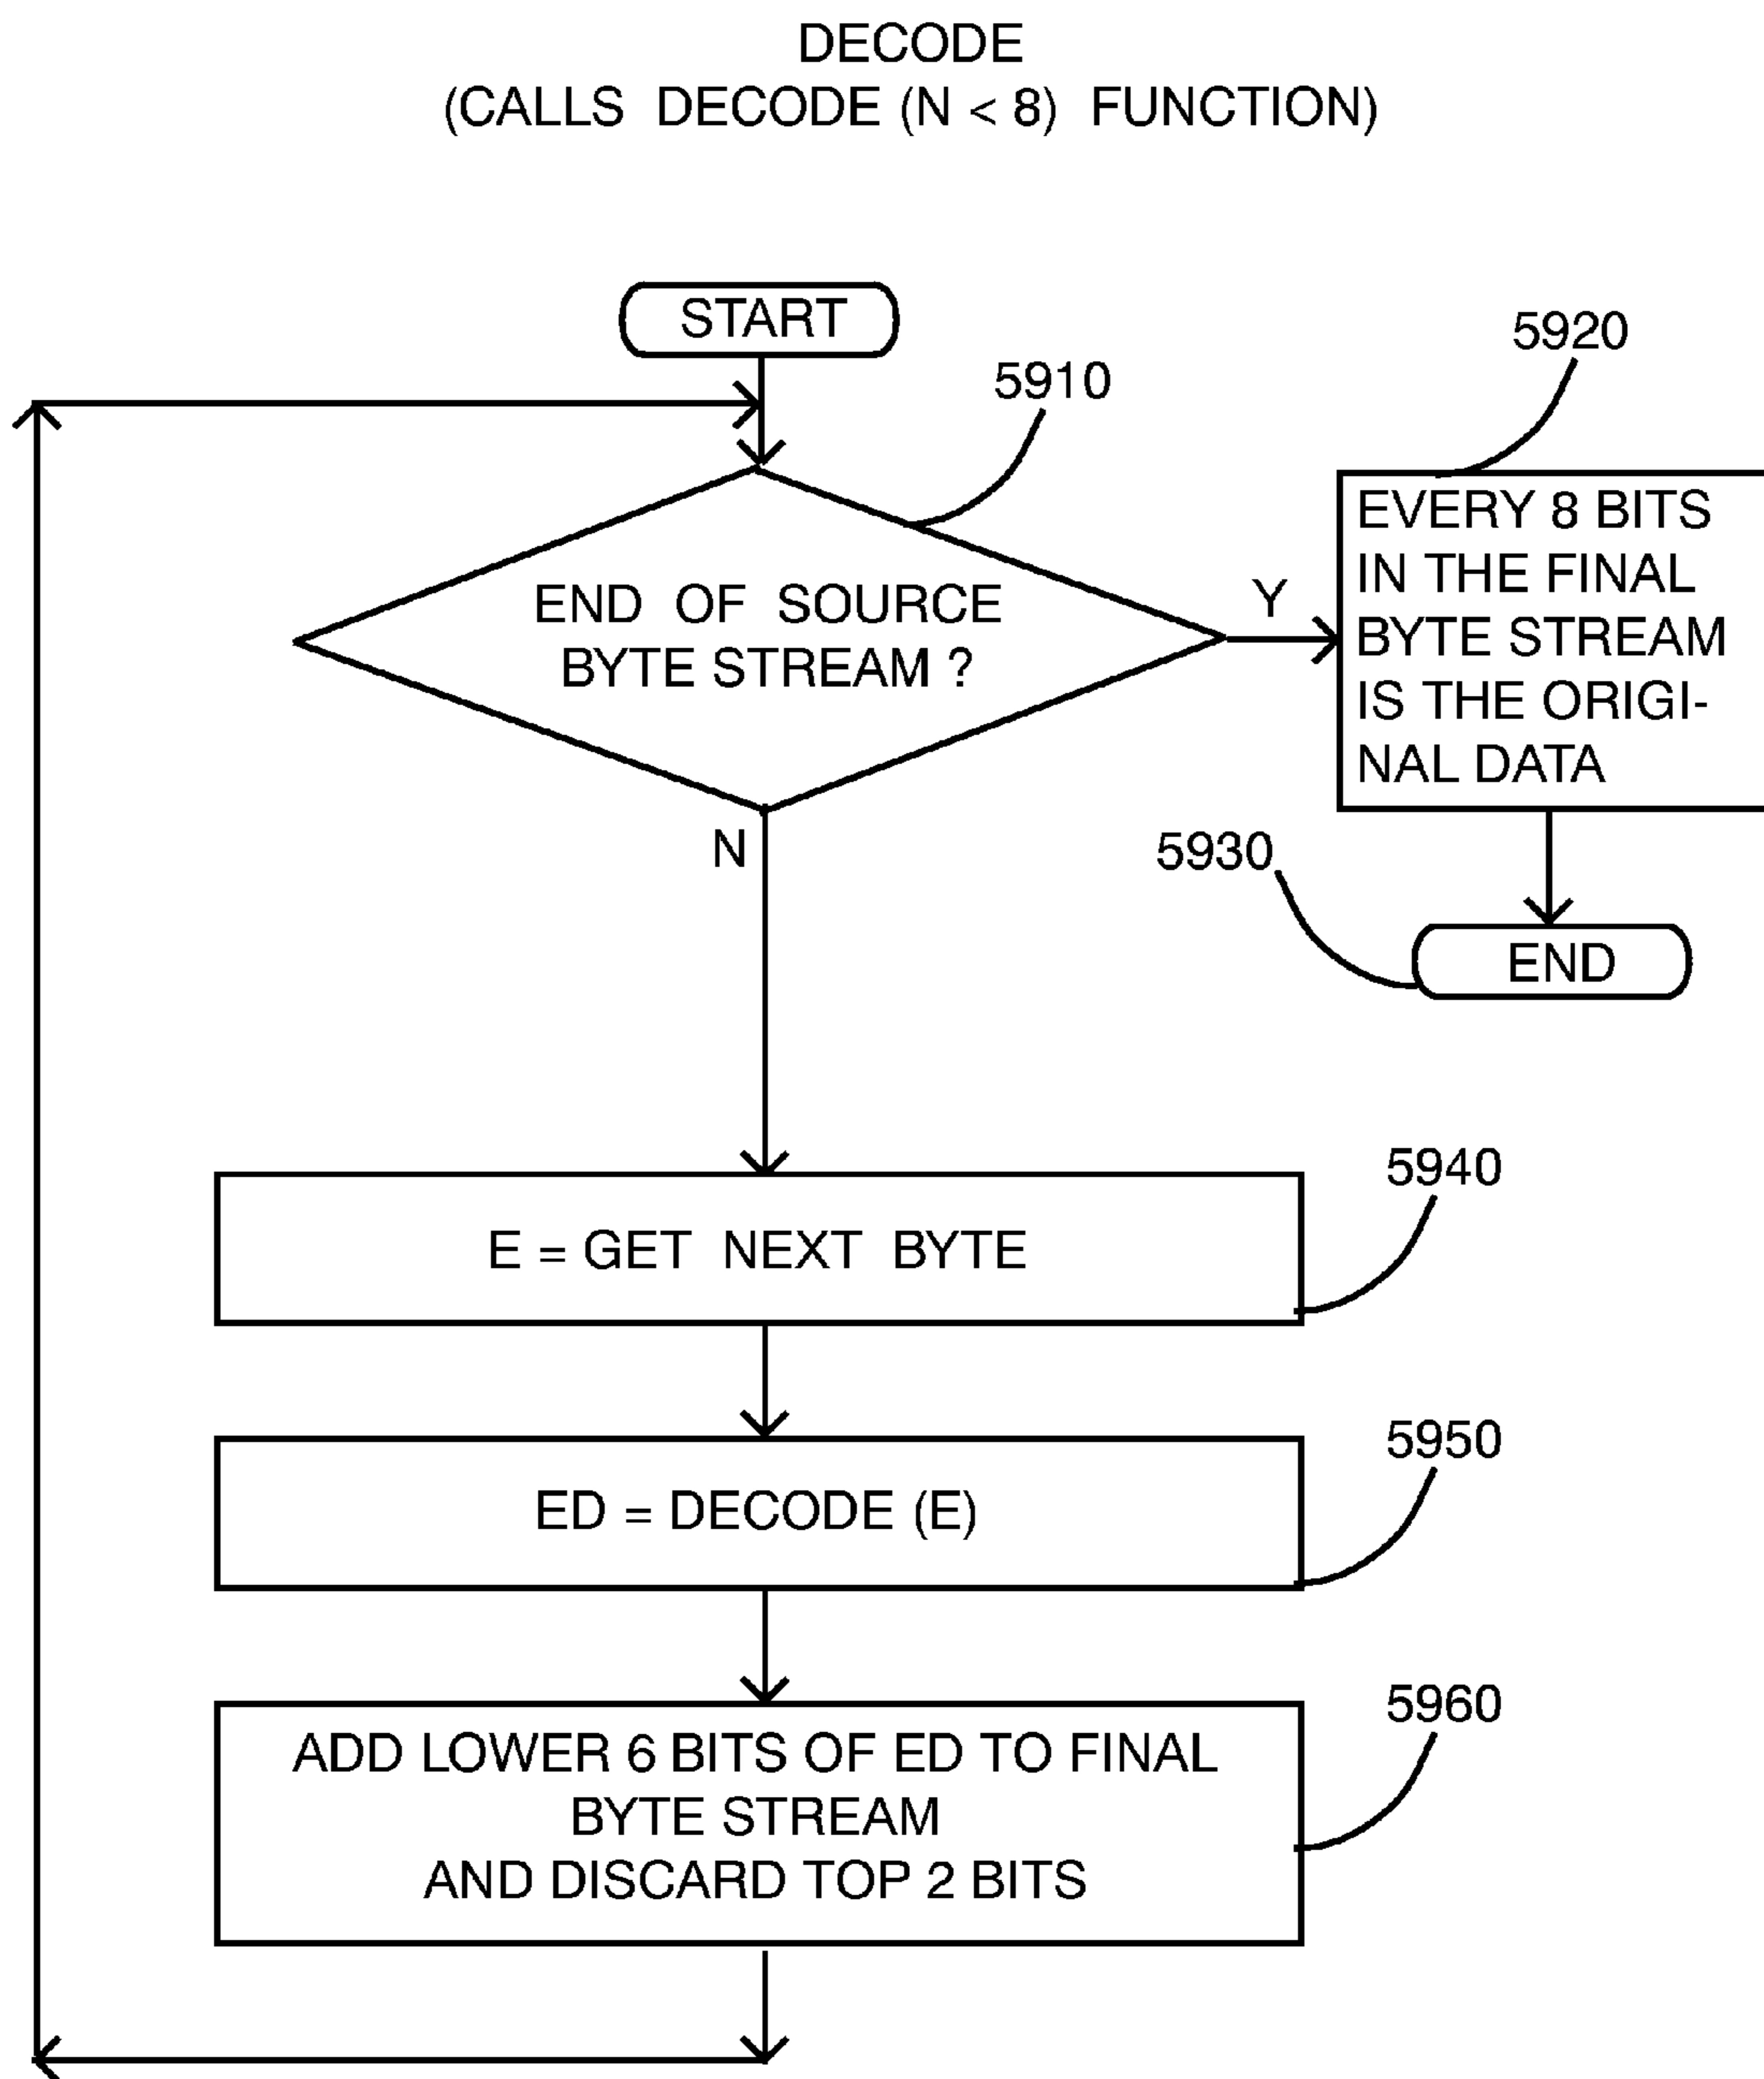 DECODE
(CALLS DECODE (N < 8) FUNCTION)
START
5910
5920
END OF SOURCE
BYTE STREAM ?
Y
EVERY 8 BITS
IN THE FINAL
BYTE STREAM
IS THE ORIGI-
NAL DATA
N
5930
END
5940
E = GET NEXT BYTE
5950
ED = DECODE (E)
5960
ADD LOWER 6 BITS OF ED TO FINAL
BYTE STREAM
AND DISCARD TOP 2 BITS